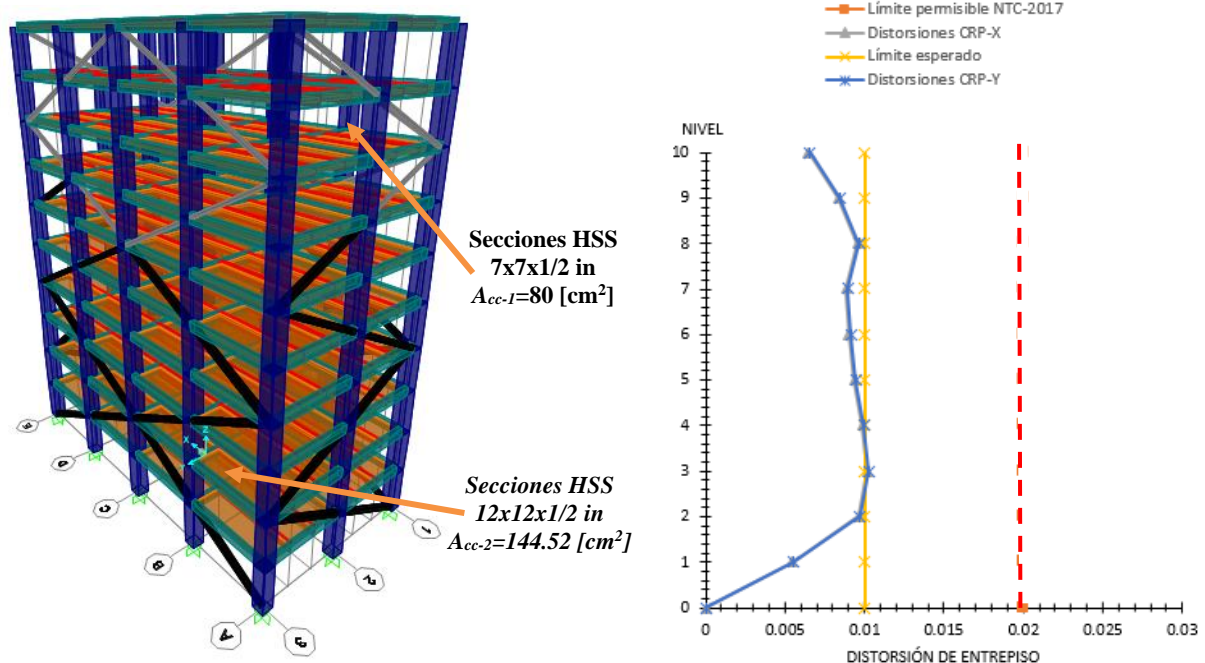 Secciones HSS
7x7x1/2 in
Acc-1=80 [cm²]
Secciones HSS
12x12x1/2 in
Acc-2=144.52 [cm²]
E
D
C
B
A
1
2
3
X
Z
Límite permisible NTC-2017
Distorsiones CRP-X
Límite esperado
Distorsiones CRP-Y
NIVEL
10
9
8
7
6
5
4
3
2
1
0
0 0.005 0.01 0.015 0.02 0.025 0.03
DISTORSIÓN DE ENTREPISO